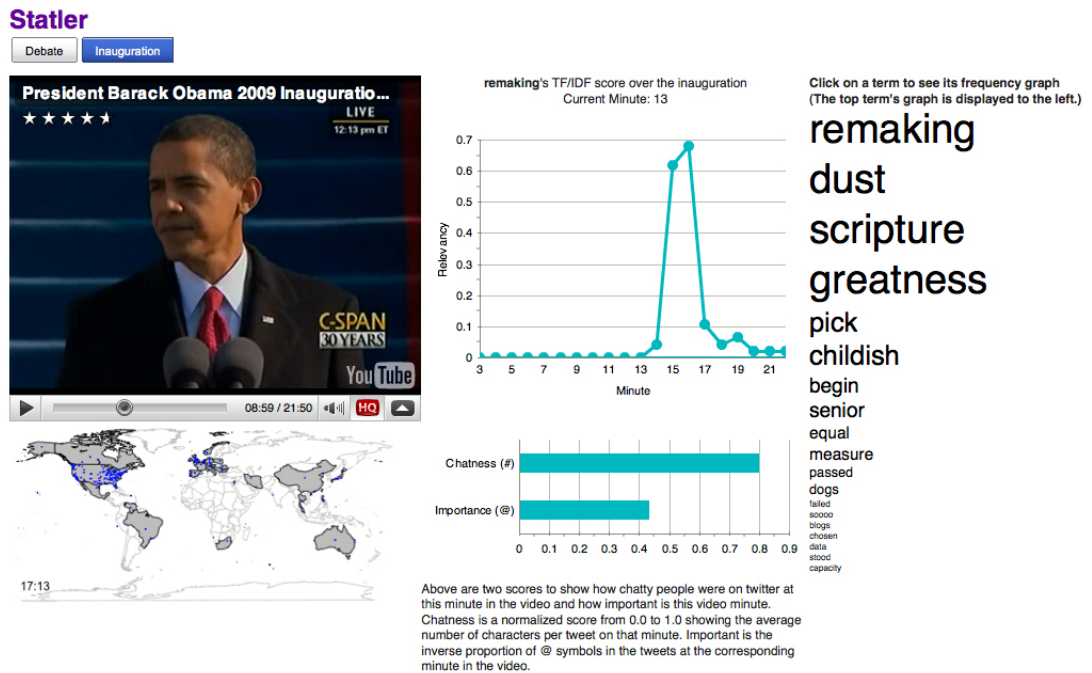 Statler
Debate
Inauguration
President Barack Obama 2009 Inauguratio...
LIVE
12:13 pm ET
C-SPAN
30 YEARS
YouTube
08:59 / 21:50
HQ
17:13
remaking's TF/IDF score over the inauguration
Current Minute: 13
0.7
0.6
0.5
0.4
0.3
0.2
0.1
0
Relevancy
3 5 7 9 11 13 15 17 19 21
Minute
Chatness (#)
Importance (@)
0 0.1 0.2 0.3 0.4 0.5 0.6 0.7 0.8 0.9
Above are two scores to show how chatty people were on twitter at
this minute in the video and how important is this video minute.
Chatness is a normalized score from 0.0 to 1.0 showing the average
number of characters per tweet on that minute. Important is the
inverse proportion of @ symbols in the tweets at the corresponding
minute in the video.
Click on a term to see its frequency graph
(The top term's graph is displayed to the left.)
remaking
dust
scripture
greatness
pick
childish
begin
senior
equal
measure
passed
dogs
failed
soooo
blogs
chosen
data
stood
capacity